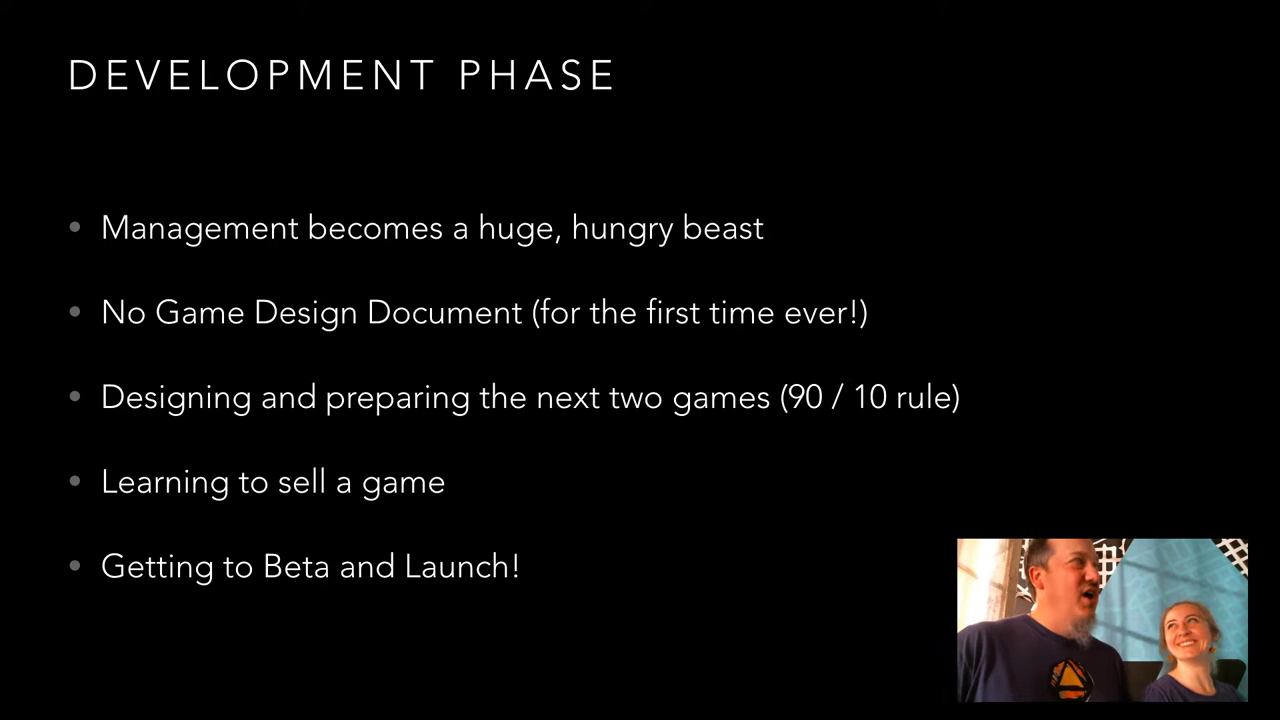 DEVELOPMENT PHASE
• Management becomes a huge, hungry beast
• No Game Design Document (for the first time ever!)
• Designing and preparing the next two games (90 / 10 rule)
• Learning to sell a game
• Getting to Beta and Launch!